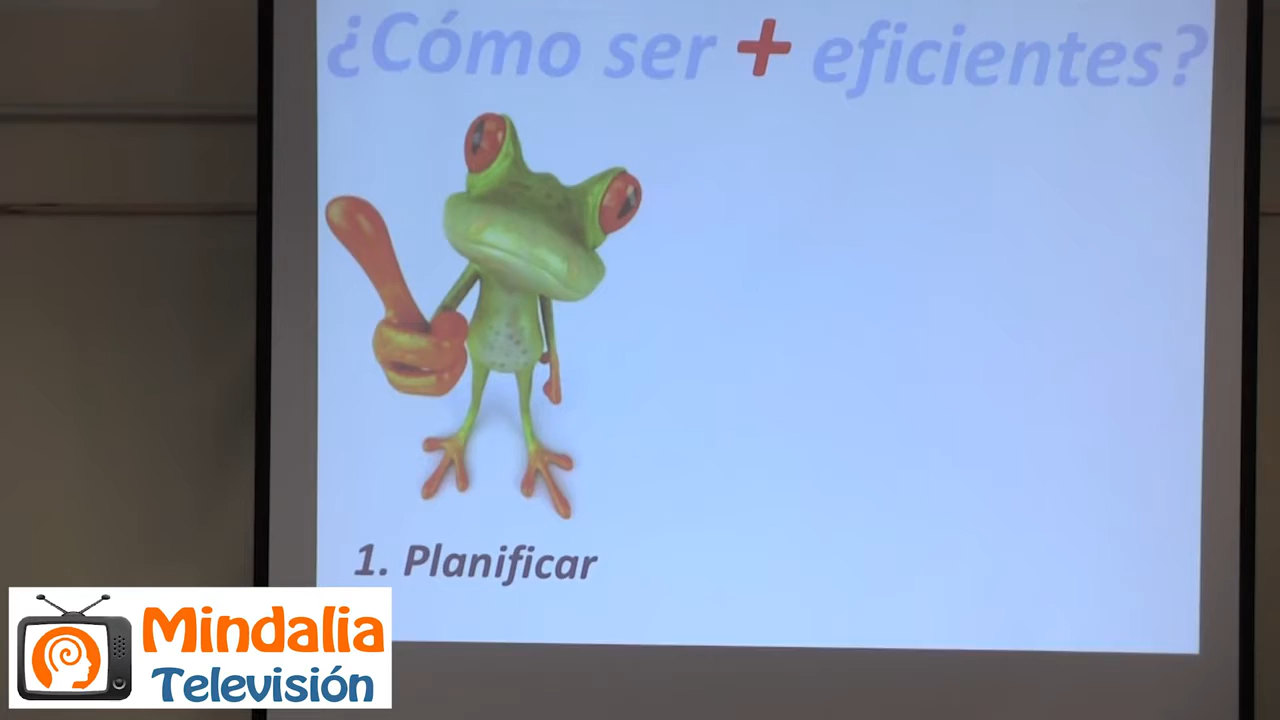 ¿Cómo ser + eficientes?
1. Planificar
Mindalia
Televisión